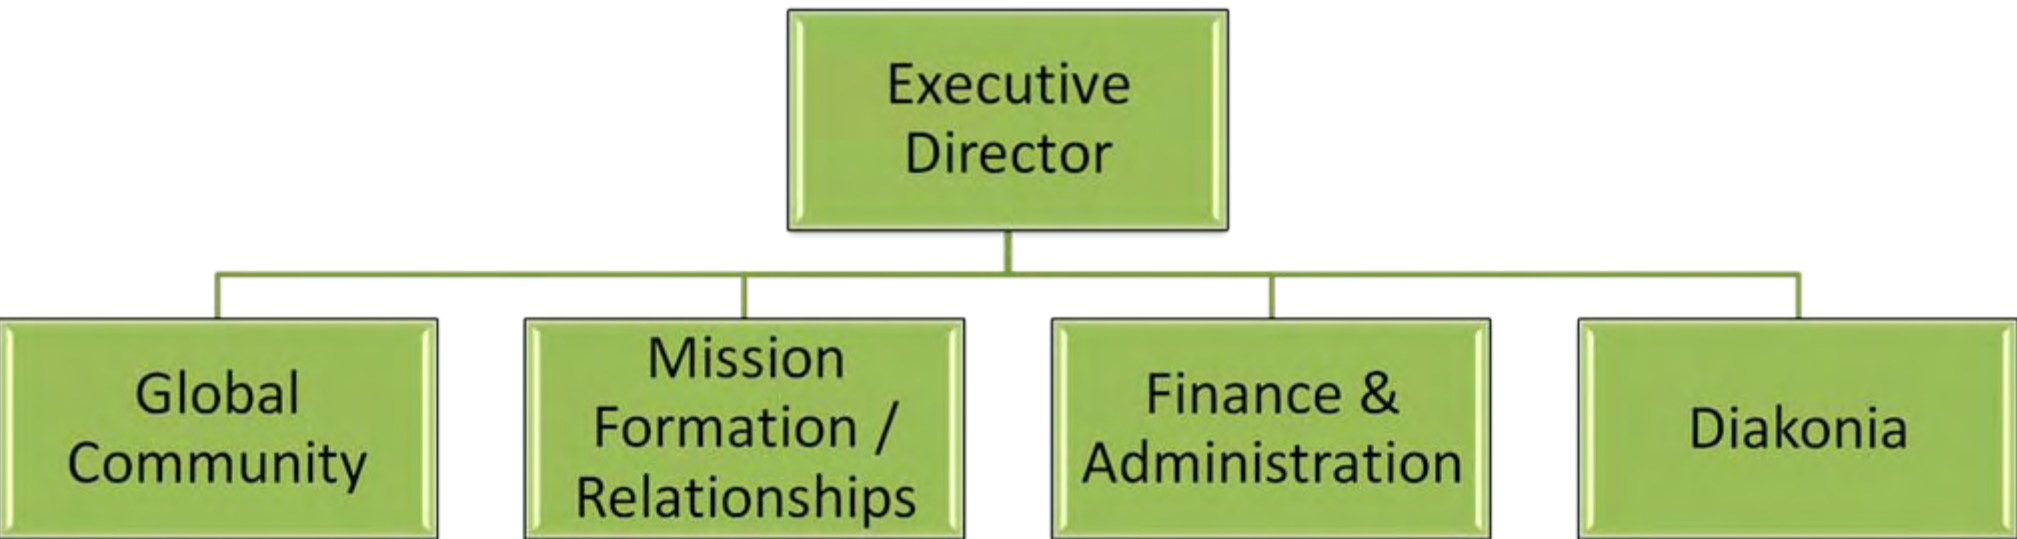 Executive
Director
Global
Community
Mission
Formation /
Relationships
Finance &
Administration
Diakonia